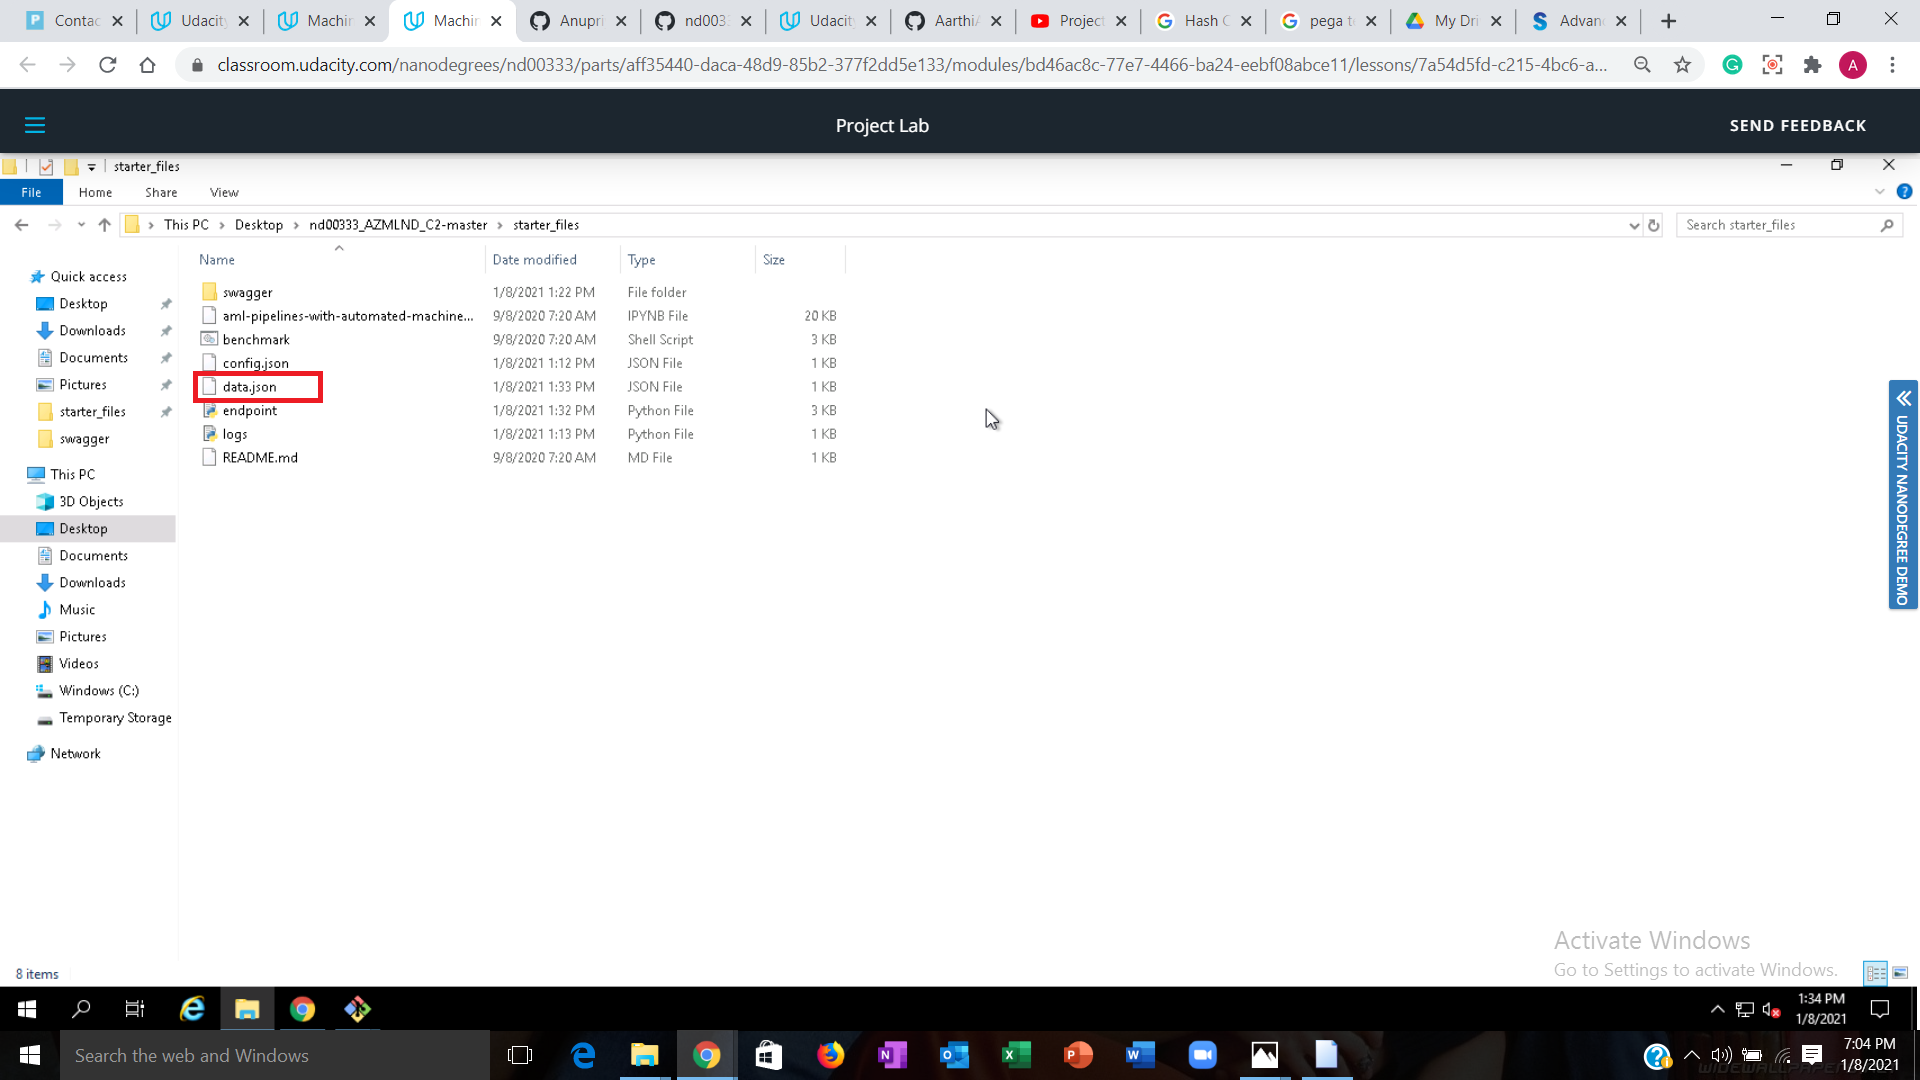 Contac
Udacity
Machin
Machin
Anupri
nd003
Udacity
AarthiA
Project
Hash C
pega t
My Dri
Advan
classroom.udacity.com/nanodegrees/nd00333/parts/aff35440-daca-48d9-85b2-377f2dd5e133/modules/bd46ac8c-77e7-4466-ba24-eebf08abce11/lessons/7a54d5fd-c215-4bc6-a...
A
Project Lab
SEND FEEDBACK
starter_files
File Home Share View
This PC > Desktop > nd00333_AZMLND_C2-master > starter_files
Search starter_files
Name Date modified Type Size
swagger 1/8/2021 1:22 PM File folder
aml-pipelines-with-automated-machine... 9/8/2020 7:20 AM IPYNB File 20 KB
benchmark 9/8/2020 7:20 AM Shell Script 3 KB
config.json 1/8/2021 1:12 PM JSON File 1 KB
data.json 1/8/2021 1:33 PM JSON File 1 KB
endpoint 1/8/2021 1:32 PM Python File 3 KB
logs 1/8/2021 1:13 PM Python File 1 KB
README.md 9/8/2020 7:20 AM MD File 1 KB
Quick access
Desktop
Downloads
Documents
Pictures
starter_files
swagger
This PC
3D Objects
Desktop
Documents
Downloads
Music
Pictures
Videos
Windows (C:)
Temporary Storage
Network
UDACITY NANODEGREE DEMO
Activate Windows
Go to Settings to activate Windows.
8 items
1:34 PM
1/8/2021
Search the web and Windows
7:04 PM
1/8/2021